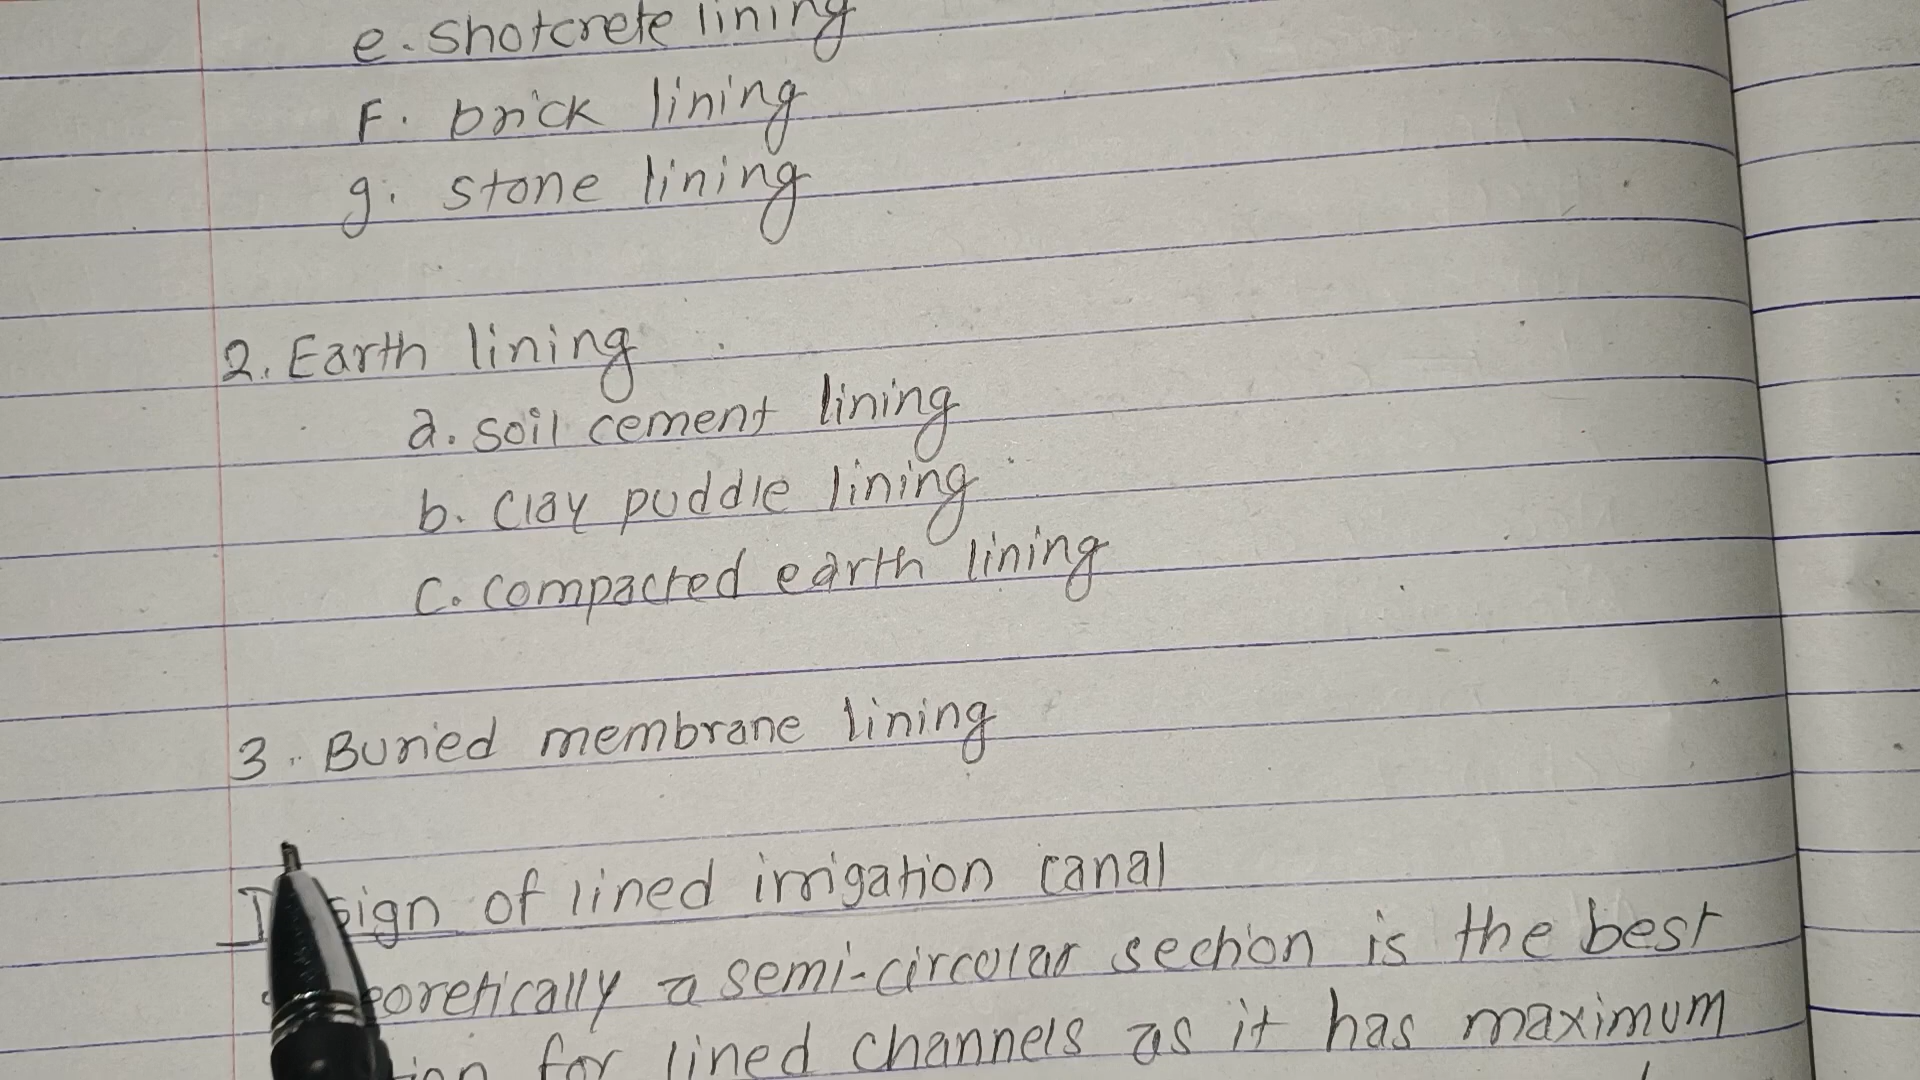 e. shotcrete lining
F. brick lining
g. stone lining
2. Earth lining
a. soil cement lining
b. clay puddle lining
c. compacted earth lining
3. Buried membrane lining
of lined irrigation canal
a semi-circular section is the best
for lined channels as it has maximum